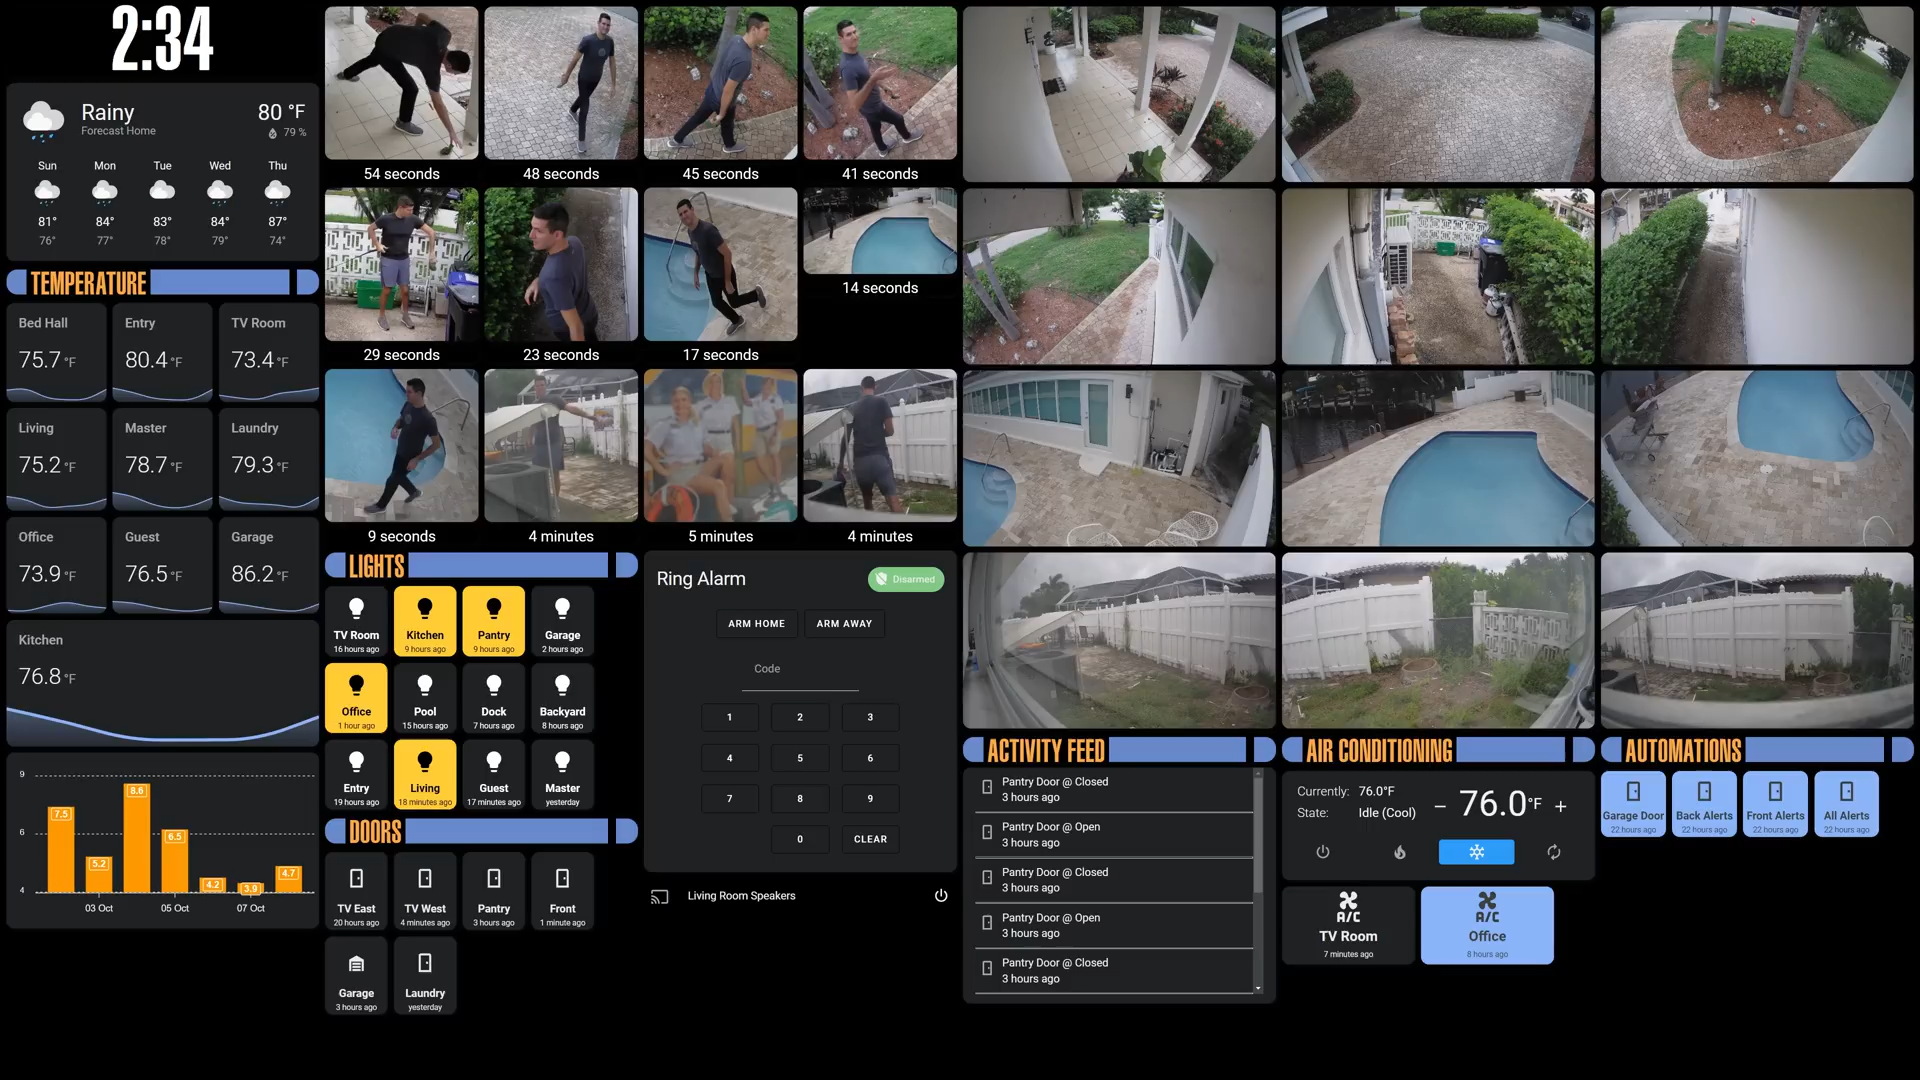 2:34
Rainy
Forecast Home
80 °F
79 %
Sun Mon Tue Wed Thu
81° 84° 83° 84° 87°
76° 77° 78° 79° 74°
TEMPERATURE
Bed Hall Entry TV Room
75.7 °F 80.4 °F 73.4 °F
Living Master Laundry
75.2 °F 78.7 °F 79.3 °F
Office Guest Garage
73.9 °F 76.5 °F 86.2 °F
Kitchen
76.8 °F
9
6
4
7.5 5.2 8.6 6.5 4.2 3.9 4.7
03 Oct 05 Oct 07 Oct
54 seconds 48 seconds 45 seconds 41 seconds
14 seconds
29 seconds 23 seconds 17 seconds
9 seconds 4 minutes 5 minutes 4 minutes
LIGHTS
TV Room Kitchen Pantry Garage
16 hours ago 9 hours ago 9 hours ago 2 hours ago
Office Pool Dock Backyard
1 hour ago 15 hours ago 7 hours ago 8 hours ago
Entry Living Guest Master
19 hours ago 18 minutes ago 17 minutes ago yesterday
DOORS
TV East TV West Pantry Front
20 hours ago 4 minutes ago 3 hours ago 1 minute ago
Garage Laundry
3 hours ago yesterday
Ring Alarm
Disarmed
ARM HOME ARM AWAY
Code
1 2 3
4 5 6
7 8 9
0 CLEAR
Living Room Speakers
ACTIVITY FEED
Pantry Door @ Closed
3 hours ago
Pantry Door @ Open
3 hours ago
Pantry Door @ Closed
3 hours ago
Pantry Door @ Open
3 hours ago
Pantry Door @ Closed
3 hours ago
AIR CONDITIONING
Currently: 76.0°F
State: Idle (Cool)
− 76.0 °F +
A/C A/C
TV Room Office
7 minutes ago 8 hours ago
AUTOMATIONS
Garage Door Back Alerts Front Alerts All Alerts
22 hours ago 22 hours ago 22 hours ago 22 hours ago